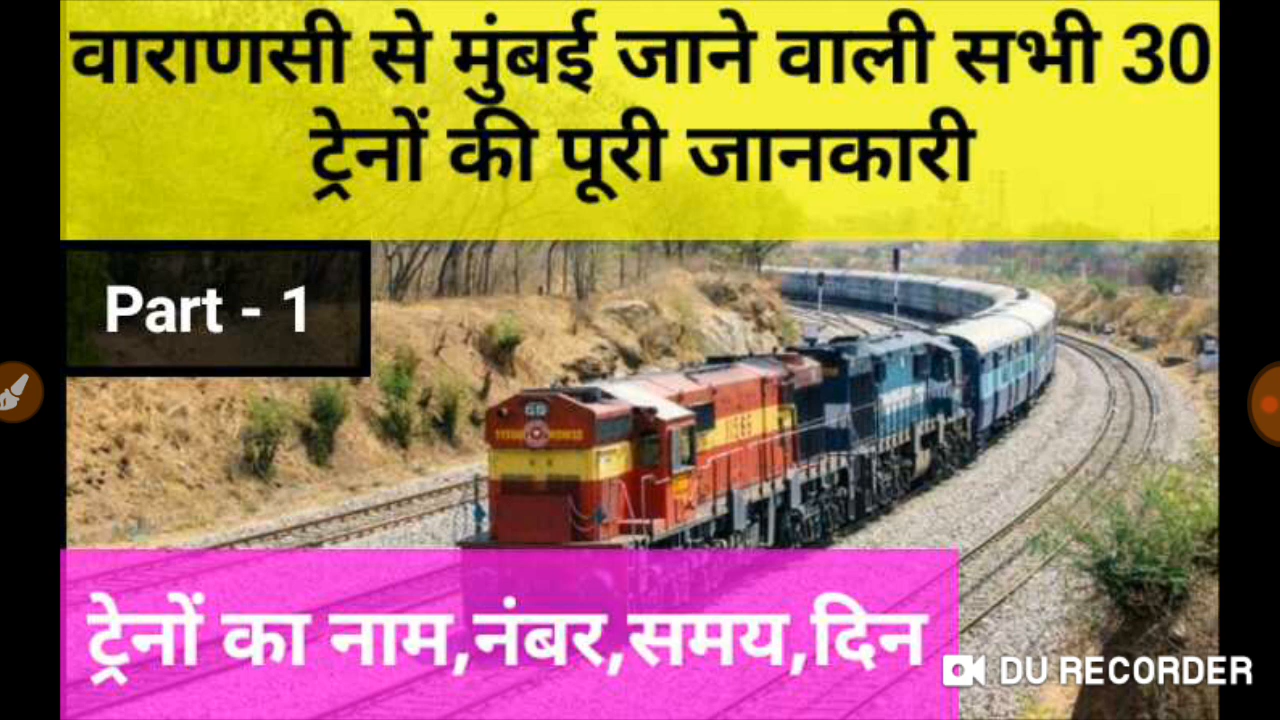 वाराणसी से मुंबई जाने वाली सभी 30
ट्रेनों की पूरी जानकारी
Part - 1
ट्रेनों का नाम,नंबर,समय,दिन
DU RECORDER